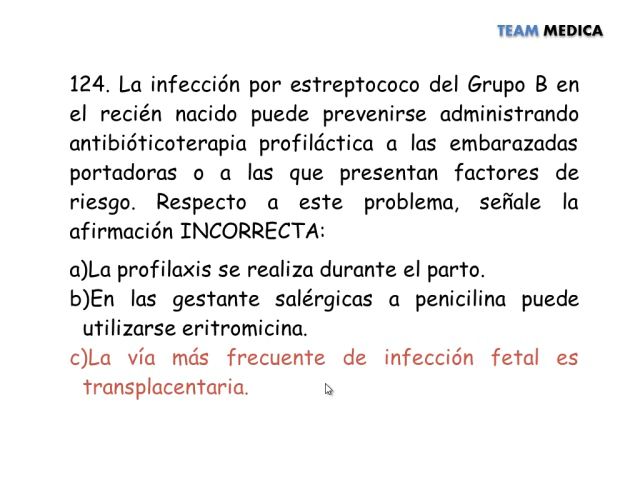 TEAM MEDICA
124. La infección por estreptococo del Grupo B en
el recién nacido puede prevenirse administrando
antibióticoterapia profiláctica a las embarazadas
portadoras o a las que presentan factores de
riesgo. Respecto a este problema, señale la
afirmación INCORRECTA:
a)La profilaxis se realiza durante el parto.
b)En las gestante salérgicas a penicilina puede
utilizarse eritromicina.
c)La vía más frecuente de infección fetal es
transplacentaria.